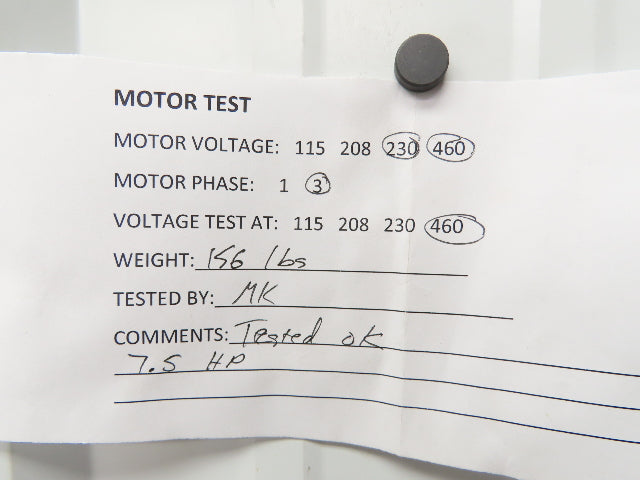 MOTOR TEST
MOTOR VOLTAGE: 115 208 230 460
MOTOR PHASE: 1 3
VOLTAGE TEST AT: 115 208 230 460
WEIGHT: 156 lbs
TESTED BY: MK
COMMENTS: Tested ok
7.5 HP